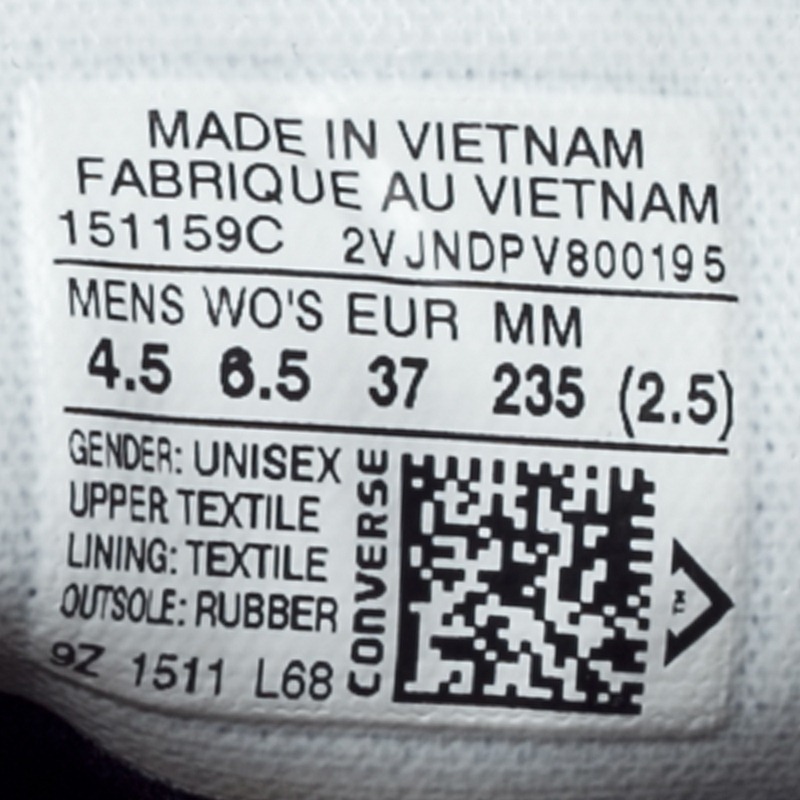 MADE IN VIETNAM
FABRIQUE AU VIETNAM
151159C 2VJNDPV800195
MENS WO'S EUR MM
4.5 6.5 37 235 (2.5)
GENDER: UNISEX
UPPER TEXTILE
LINING: TEXTILE
OUTSOLE: RUBBER
9Z 1511 L68
CONVERSE
TM